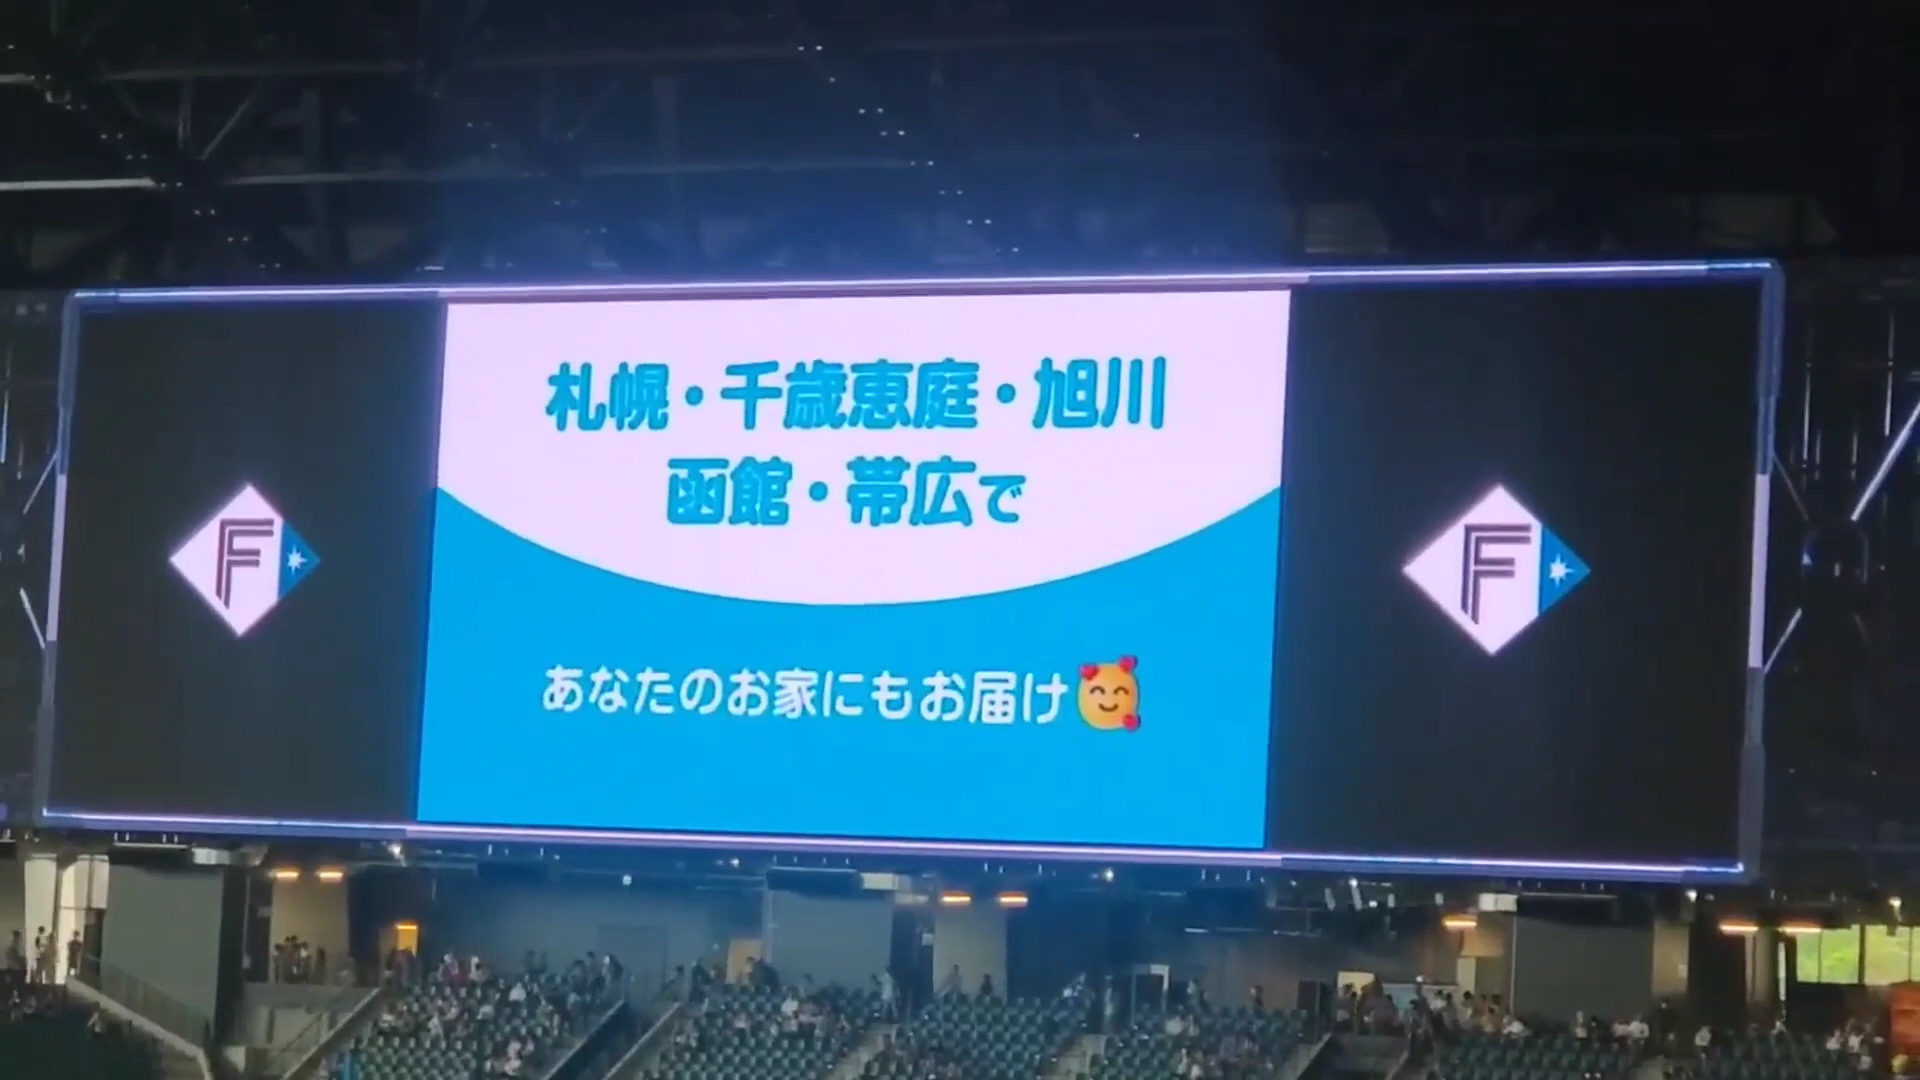 札幌・千歳恵庭・旭川
函館・帯広で
あなたのお家にもお届け🥰
F
F